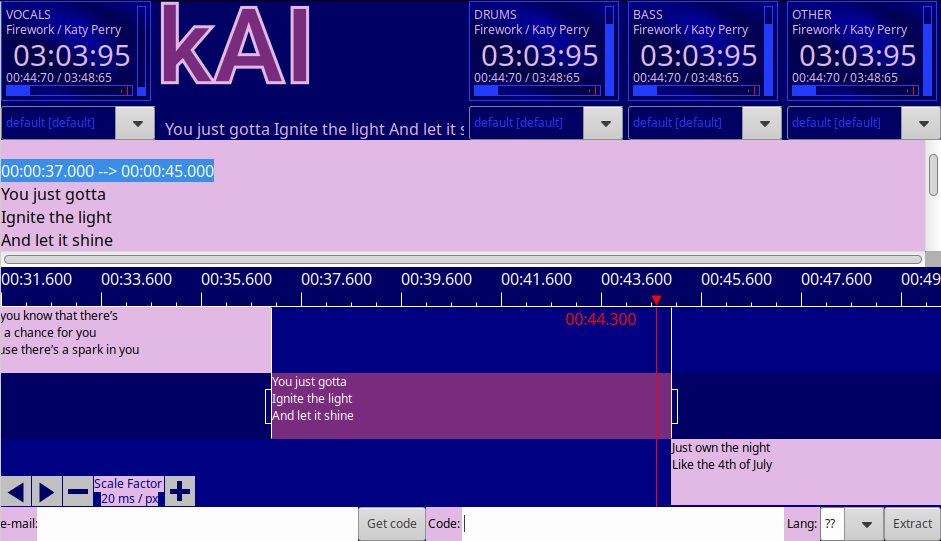 VOCALS
Firework / Katy Perry
03:03:95
00:44:70 / 03:48:65
default [default]
kAI
You just gotta Ignite the light And let it s
DRUMS
Firework / Katy Perry
03:03:95
00:44:70 / 03:48:65
default [default]
BASS
Firework / Katy Perry
03:03:95
00:44:70 / 03:48:65
default [default]
OTHER
Firework / Katy Perry
03:03:95
00:44:70 / 03:48:65
default [default]
00:00:37.000 --> 00:00:45.000
You just gotta
Ignite the light
And let it shine
00:31.600 00:33.600 00:35.600 00:37.600 00:39.600 00:41.600 00:43.600 00:45.600 00:47.600 00:49
you know that there's
a chance for you
use there's a spark in you
00:44.300
You just gotta
Ignite the light
And let it shine
Just own the night
Like the 4th of July
Scale Factor
20 ms / px
e-mail: Get code Code: Lang: ?? Extract